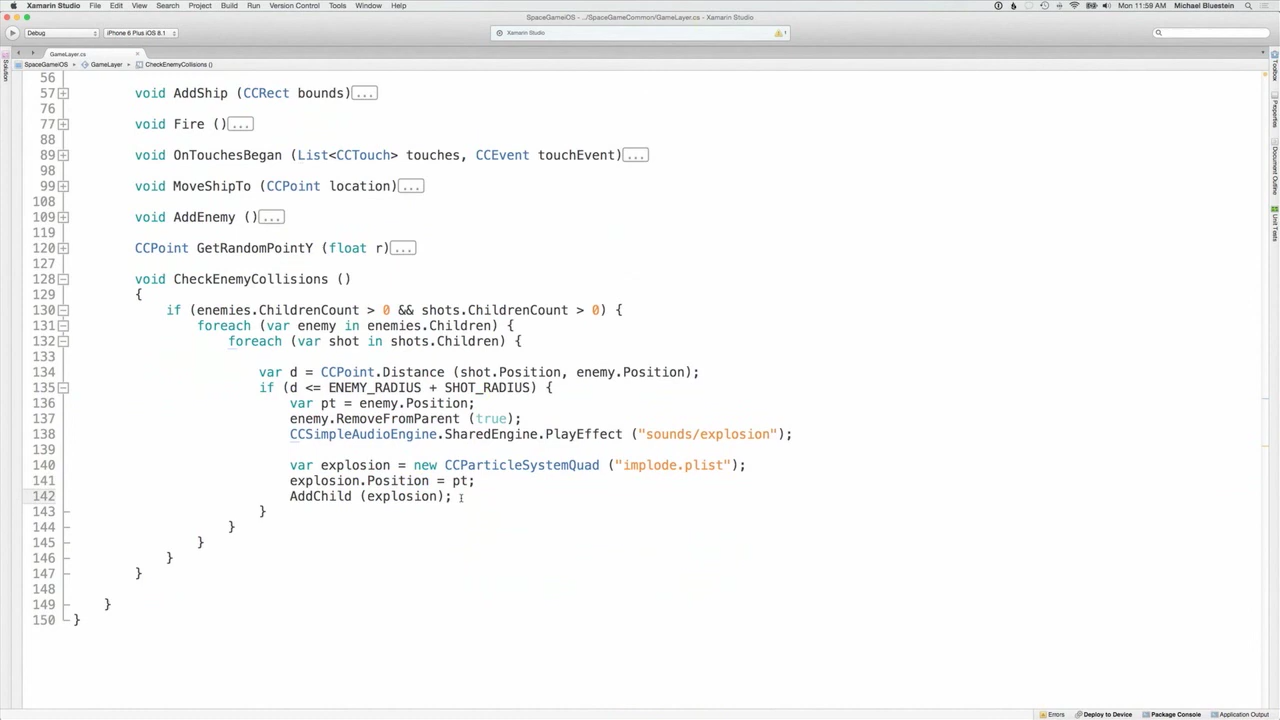 Xamarin Studio File Edit View Search Project Build Run Version Control Tools Window Help Mon 11:59 AM Michael Bluestein
SpaceGameiOS - .../SpaceGameCommon/GameLayer.cs - Xamarin Studio
Debug iPhone 6 Plus iOS 8.1 Xamarin Studio 1
GameLayer.cs
SpaceGameiOS GameLayer CheckEnemyCollisions ()
Solution
Toolbox
Properties
Document Outline
Unit Tests
56
57 void AddShip (CCRect bounds)...
76
77 void Fire ()...
88
89 void OnTouchesBegan (List<CCTouch> touches, CCEvent touchEvent)...
98
99 void MoveShipTo (CCPoint location)...
108
109 void AddEnemy ()...
119
120 CCPoint GetRandomPointY (float r)...
127
128 void CheckEnemyCollisions ()
129 {
130 if (enemies.ChildrenCount > 0 && shots.ChildrenCount > 0) {
131 foreach (var enemy in enemies.Children) {
132 foreach (var shot in shots.Children) {
133
134 var d = CCPoint.Distance (shot.Position, enemy.Position);
135 if (d <= ENEMY_RADIUS + SHOT_RADIUS) {
136 var pt = enemy.Position;
137 enemy.RemoveFromParent (true);
138 CCSimpleAudioEngine.SharedEngine.PlayEffect ("sounds/explosion");
139
140 var explosion = new CCParticleSystemQuad ("implode.plist");
141 explosion.Position = pt;
142 AddChild (explosion);
143 }
144 }
145 }
146 }
147 }
148
149 }
150 }
Errors Deploy to Device Package Console Application Output